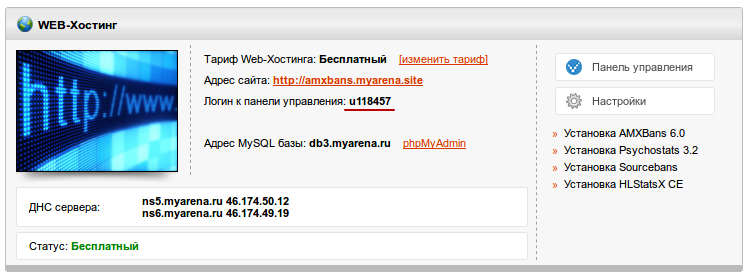 WEB-Хостинг
http://www.
Тариф Web-Хостинга: Бесплатный [изменить тариф]
Адрес сайта: http://amxbans.myarena.site
Логин к панели управления: u118457
Адрес MySQL базы: db3.myarena.ru phpMyAdmin
ДНС сервера:
ns5.myarena.ru 46.174.50.12
ns6.myarena.ru 46.174.49.19
Статус: Бесплатный
Панель управления
Настройки
» Установка AMXBans 6.0
» Установка Psychostats 3.2
» Установка Sourcebans
» Установка HLStatsX CE